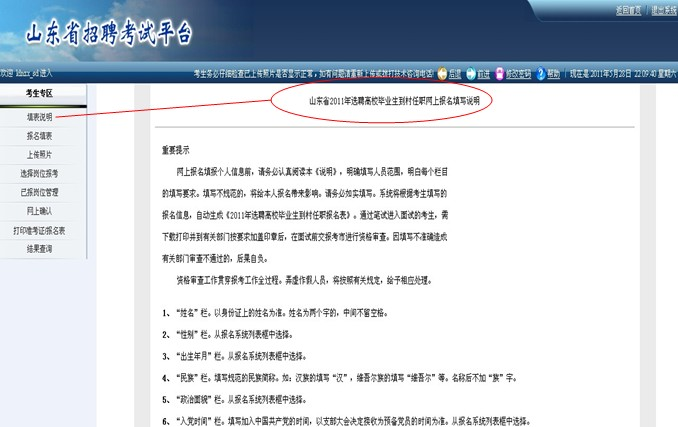 返回首页 | 退出系统
山东省招聘考试平台
欢迎 ldszx_sd 进入
考生务必仔细检查已上传照片是否显示正常，如有问题请重新上传或拨打技术咨询电话!
后退 前进 修改密码 帮助 | 现在是:2011年5月28日 22:09:40 星期六
考生专区
填表说明
报名填表
上传照片
选择岗位报考
已报岗位管理
网上确认
打印准考证/报名表
结果查询
山东省2011年选聘高校毕业生到村任职网上报名填写说明
重要提示
网上报名填报个人信息前，请务必认真阅读本《说明》，明确填写人员范围，明白每个栏目
的填写要求。填写不规范的，将给本人报名带来影响。请务必如实填写。系统将根据考生填写的
报名信息，自动生成《2011年选聘高校毕业生到村任职报名表》。通过笔试进入面试的考生，需
下载打印并到有关部门按要求加盖印章后，在面试前交报考市进行资格审查。因填写不准确造成
有关部门审查不通过的，后果自负。
资格审查工作贯穿报考工作全过程。弄虚作假人员，将按照有关规定，给予相应处理。
1、“姓名”栏。以身份证上的姓名为准。姓名为两个字的，中间不留空格。
2、“性别”栏。从报名系统列表框中选择。
3、“出生年月”栏。从报名系统列表框中选择。
4、“民族”栏。填写规范的民族简称。如：汉族的填写“汉”，维吾尔族的填写“维吾尔”等。名称后不加“族”字。
5、“政治面貌”栏。从报名系统列表框中选择。
6、“入党时间”栏。填写加入中国共产党的时间，以支部大会决定接收为预备党员的时间为准。从报名系统列表框中选择。